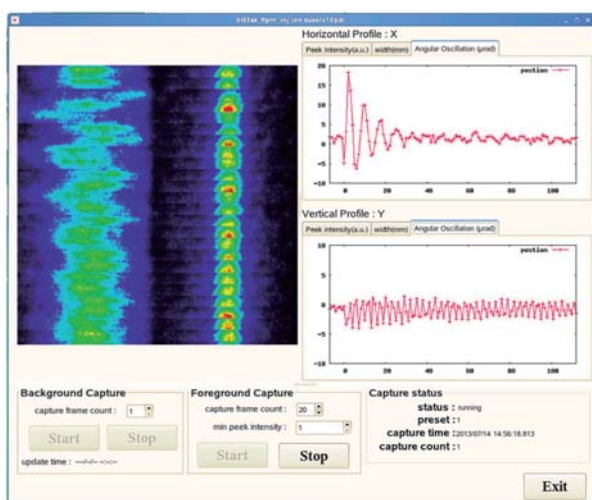 Horizontal Profile : X
Peek Intensity(a.u.) width(mm) Angular Oscillation (μrad)
position
20
15
10
5
0
-5
-10
0 20 40 60 80 100
Vertical Profile : Y
Peek intensity(a.u.) width(mm) Angular Oscillation (μrad)
position
10
5
0
-5
-10
0 20 40 60 80 100
Background Capture
capture frame count : 1
Start Stop
update time : --/--/-- --:--:--
Foreground Capture
capture frame count : 20
min peek intensity : 1
Start Stop
Capture status
status : running
preset : 1
capture time : 2013/07/14 14:56:18.813
capture count : 1
Exit